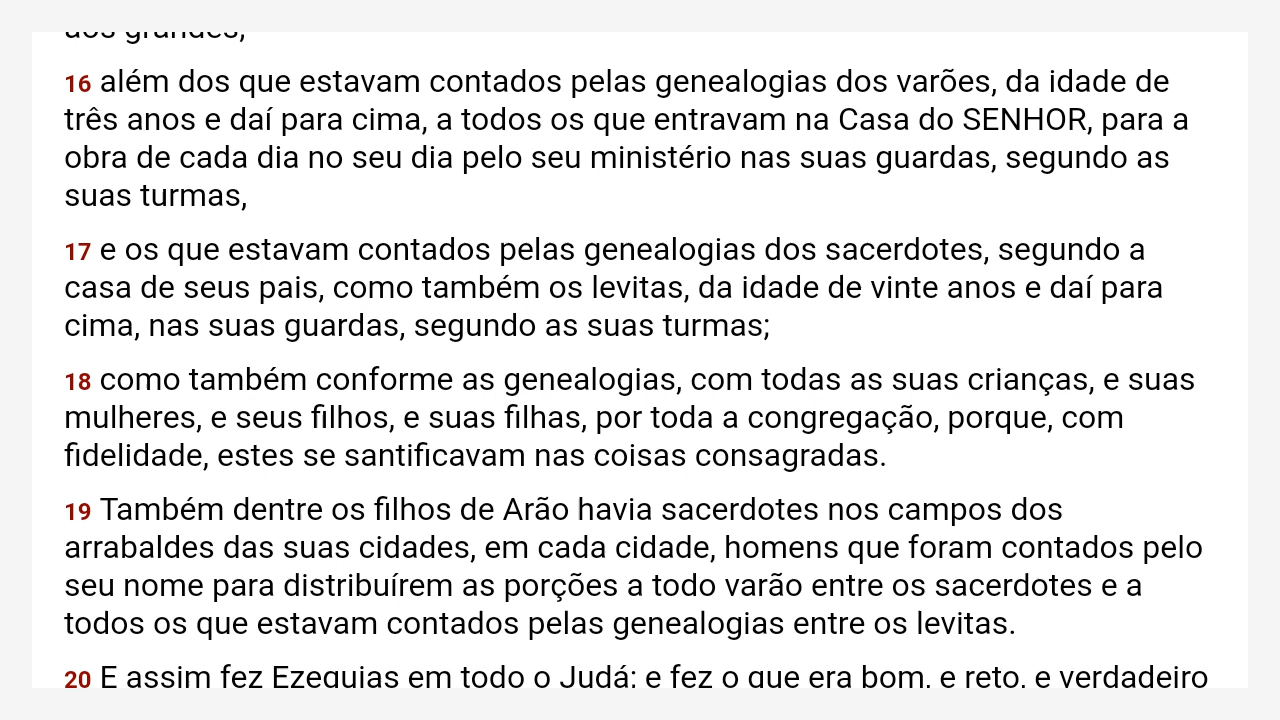 aos grandes,
16 além dos que estavam contados pelas genealogias dos varões, da idade de
três anos e daí para cima, a todos os que entravam na Casa do SENHOR, para a
obra de cada dia no seu dia pelo seu ministério nas suas guardas, segundo as
suas turmas,
17 e os que estavam contados pelas genealogias dos sacerdotes, segundo a
casa de seus pais, como também os levitas, da idade de vinte anos e daí para
cima, nas suas guardas, segundo as suas turmas;
18 como também conforme as genealogias, com todas as suas crianças, e suas
mulheres, e seus filhos, e suas filhas, por toda a congregação, porque, com
fidelidade, estes se santificavam nas coisas consagradas.
19 Também dentre os filhos de Arão havia sacerdotes nos campos dos
arrabaldes das suas cidades, em cada cidade, homens que foram contados pelo
seu nome para distribuírem as porções a todo varão entre os sacerdotes e a
todos os que estavam contados pelas genealogias entre os levitas.
20 E assim fez Ezequias em todo o Judá; e fez o que era bom, e reto, e verdadeiro